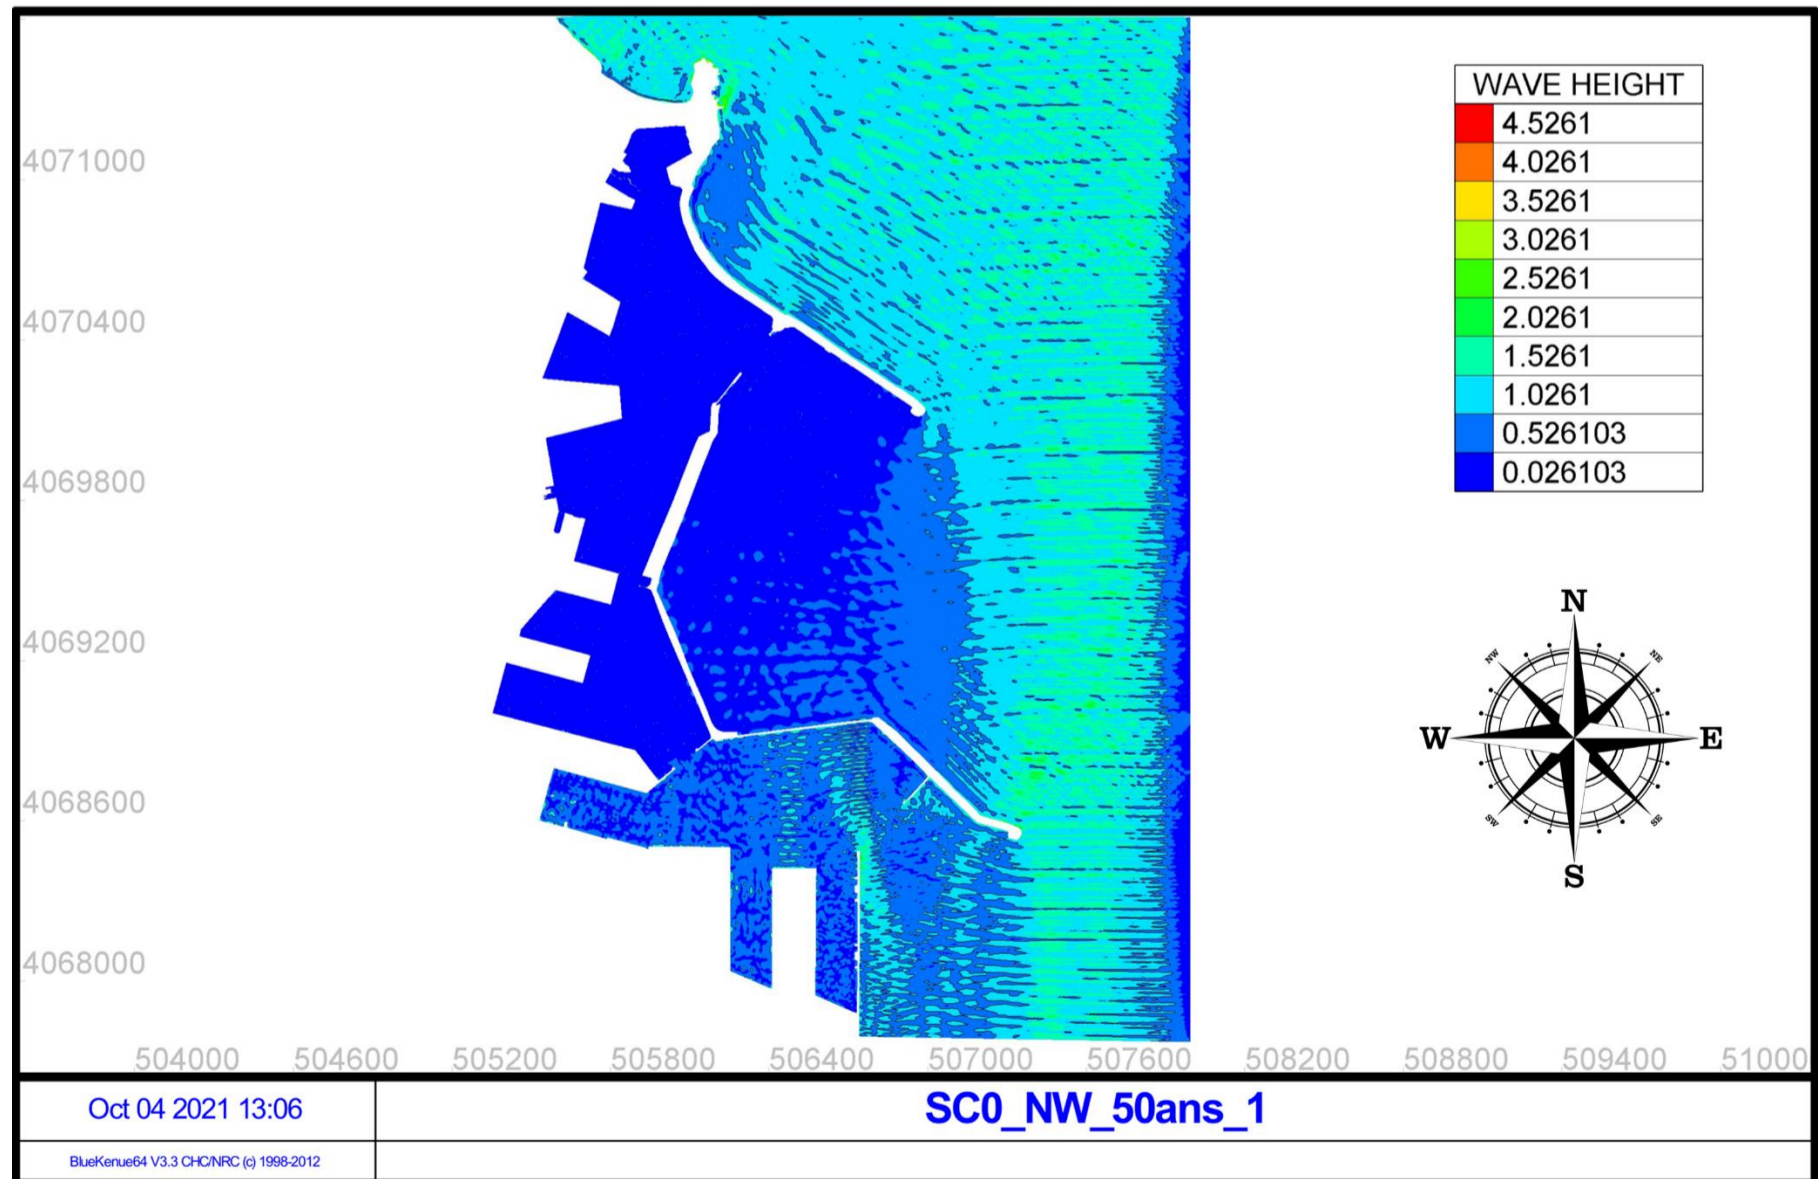 WAVE HEIGHT
4.5261
4.0261
3.5261
3.0261
2.5261
2.0261
1.5261
1.0261
0.526103
0.026103
4071000
4070400
4069800
4069200
4068600
4068000
N
NW
NE
W
E
SW
SE
S
504000 504600 505200 505800 506400 507000 507600 508200 508800 509400 51000
Oct 04 2021 13:06
SC0_NW_50ans_1
BlueKenue64 V3.3 CHC/NRC (c) 1998-2012